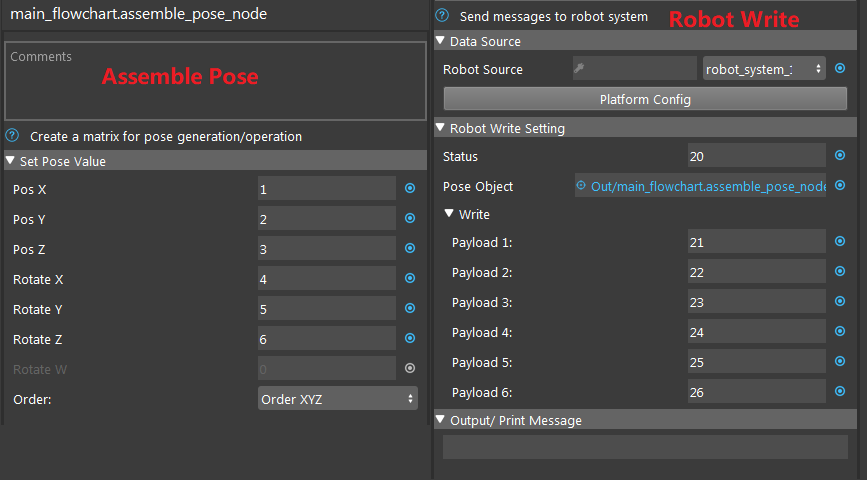 main_flowchart.assemble_pose_node
Comments
Assemble Pose
Create a matrix for pose generation/operation
Set Pose Value
Pos X 1
Pos Y 2
Pos Z 3
Rotate X 4
Rotate Y 5
Rotate Z 6
Rotate W 0
Order: Order XYZ
Send messages to robot system
Robot Write
Data Source
Robot Source robot_system_
Platform Config
Robot Write Setting
Status 20
Pose Object Out/main_flowchart.assemble_pose_node
Write
Payload 1: 21
Payload 2: 22
Payload 3: 23
Payload 4: 24
Payload 5: 25
Payload 6: 26
Output/ Print Message